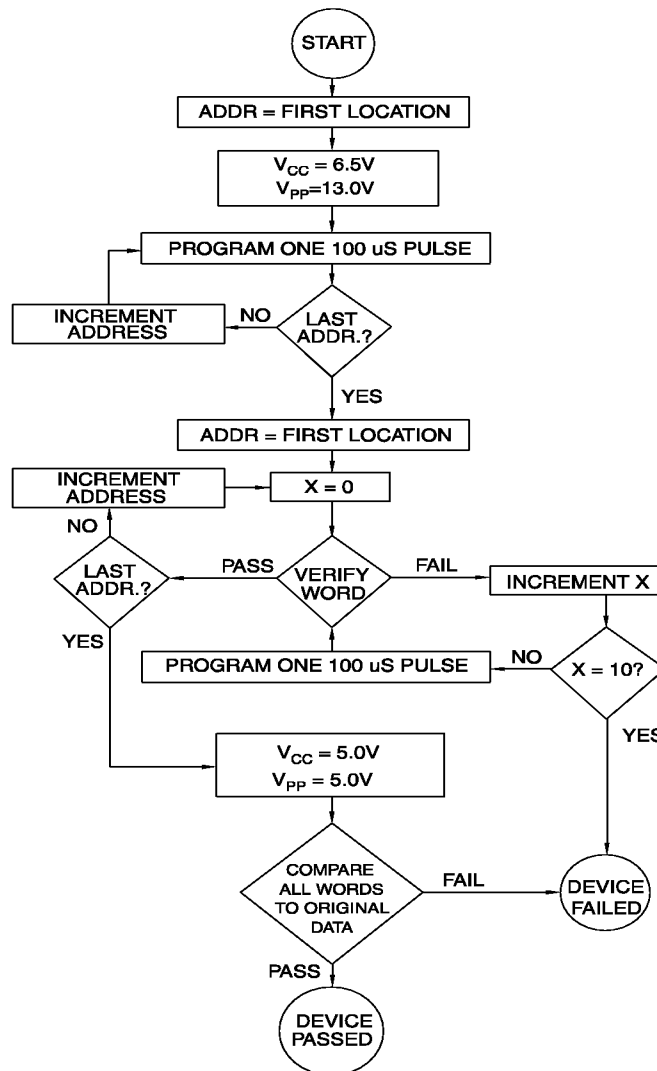 START
ADDR = FIRST LOCATION
VCC = 6.5V
VPP=13.0V
PROGRAM ONE 100 uS PULSE
INCREMENT
ADDRESS
NO
LAST
ADDR.?
YES
ADDR = FIRST LOCATION
INCREMENT
ADDRESS
X = 0
NO
LAST
ADDR.?
PASS
VERIFY
WORD
FAIL
INCREMENT X
YES
PROGRAM ONE 100 uS PULSE
NO
X = 10?
YES
VCC = 5.0V
VPP = 5.0V
COMPARE
ALL WORDS
TO ORIGINAL
DATA
FAIL
DEVICE
FAILED
PASS
DEVICE
PASSED